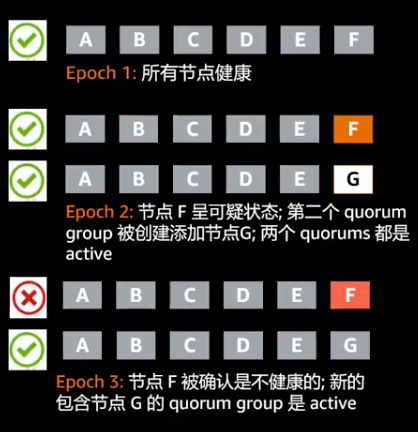 A B C D E F
Epoch 1: 所有节点健康
A B C D E F
A B C D E G
Epoch 2: 节点 F 呈可疑状态; 第二个 quorum
group 被创建添加节点G; 两个 quorums 都是
active
A B C D E F
A B C D E G
Epoch 3: 节点 F 被确认是不健康的; 新的
包含节点 G 的 quorum group 是 active